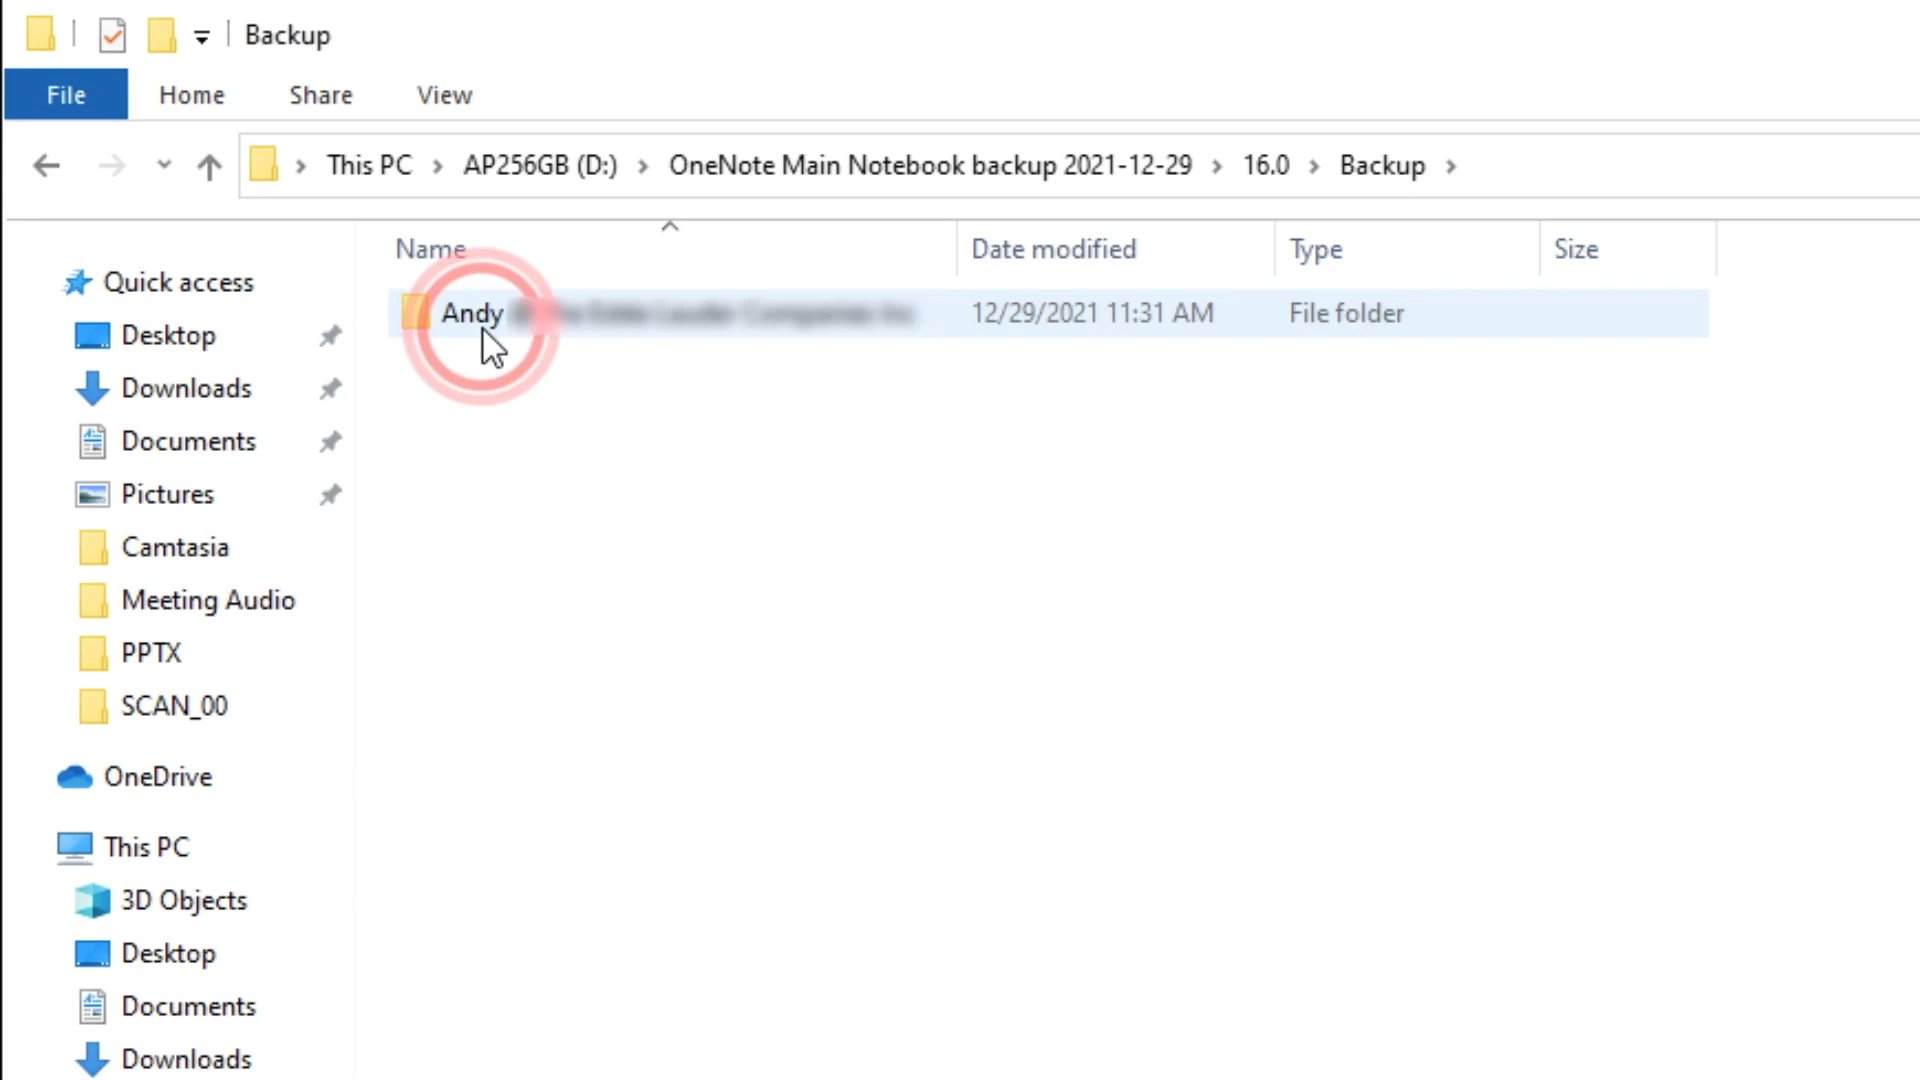 Backup
File Home Share View
This PC AP256GB (D:) OneNote Main Notebook backup 2021-12-29 16.0 Backup
Name Date modified Type Size
Andy 12/29/2021 11:31 AM File folder
Quick access
Desktop
Downloads
Documents
Pictures
Camtasia
Meeting Audio
PPTX
SCAN_00
OneDrive
This PC
3D Objects
Desktop
Documents
Downloads